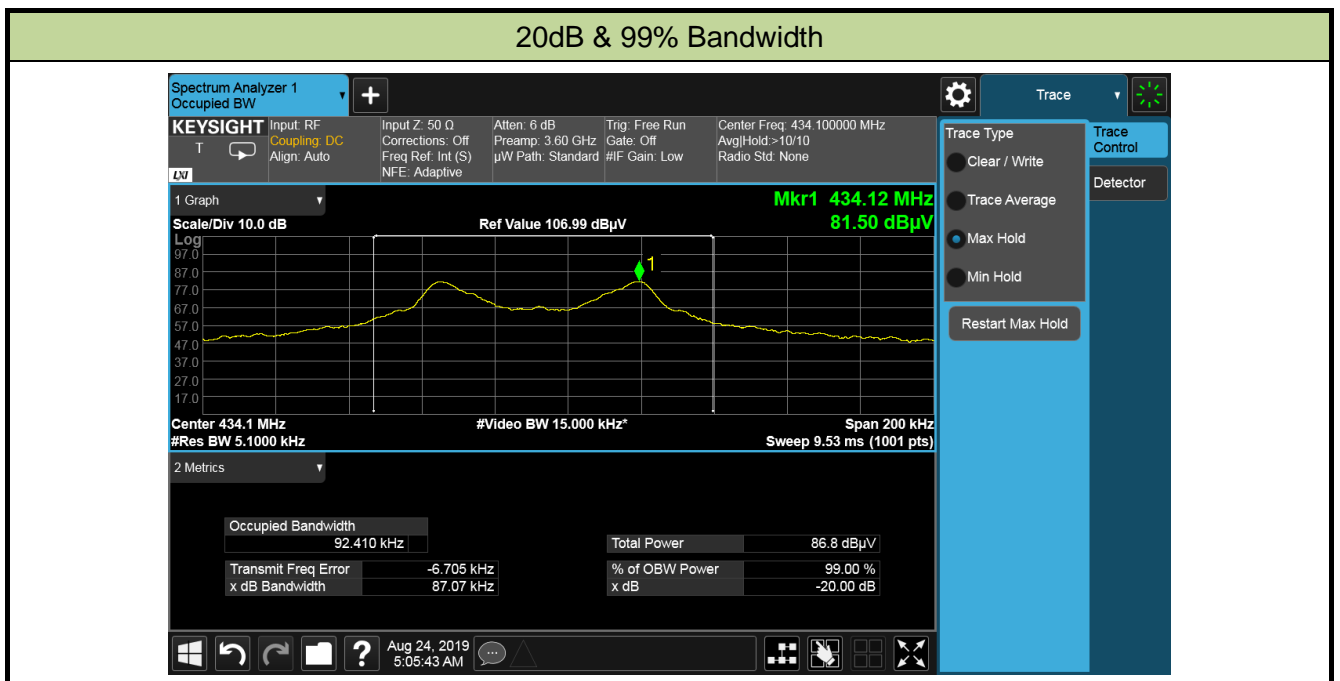 20dB & 99% Bandwidth
Spectrum Analyzer 1
Occupied BW
Trace
KEYSIGHT
T
LXI
Input: RF
Coupling: DC
Align: Auto
Input Z: 50 Ω
Corrections: Off
Freq Ref: Int (S)
NFE: Adaptive
Atten: 6 dB
Preamp: 3.60 GHz
µW Path: Standard
Trig: Free Run
Gate: Off
#IF Gain: Low
Center Freq: 434.100000 MHz
Avg|Hold:>10/10
Radio Std: None
Trace Type
Clear / Write
Trace Average
Max Hold
Min Hold
Restart Max Hold
Trace
Control
Detector
1 Graph
Mkr1 434.12 MHz
Scale/Div 10.0 dB
Ref Value 106.99 dBµV
81.50 dBµV
Log
97.0
87.0
77.0
67.0
57.0
47.0
37.0
27.0
17.0
1
Center 434.1 MHz
#Video BW 15.000 kHz*
Span 200 kHz
#Res BW 5.1000 kHz
Sweep 9.53 ms (1001 pts)
2 Metrics
Occupied Bandwidth
92.410 kHz
Total Power 86.8 dBµV
Transmit Freq Error -6.705 kHz
% of OBW Power 99.00 %
x dB Bandwidth 87.07 kHz
x dB -20.00 dB
?
Aug 24, 2019
5:05:43 AM